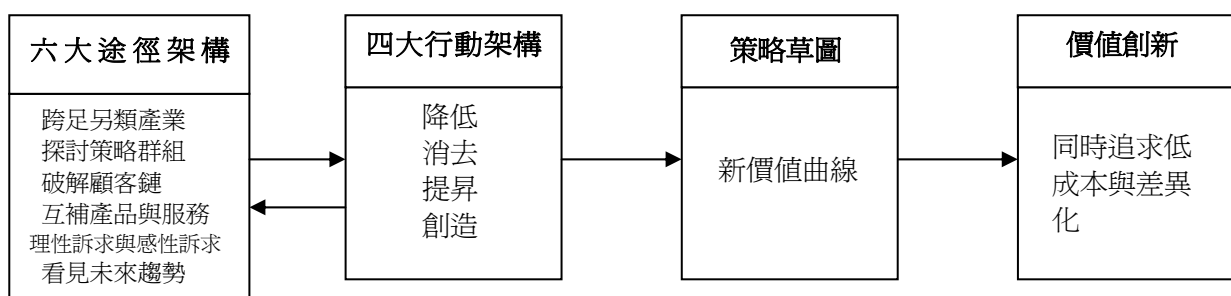 六大途徑架構
跨足另類產業
探討策略群組
破解顧客鏈
互補產品與服務
理性訴求與感性訴求
看見未來趨勢
四大行動架構
降低
消去
提昇
創造
策略草圖
新價值曲線
價值創新
同時追求低
成本與差異
化